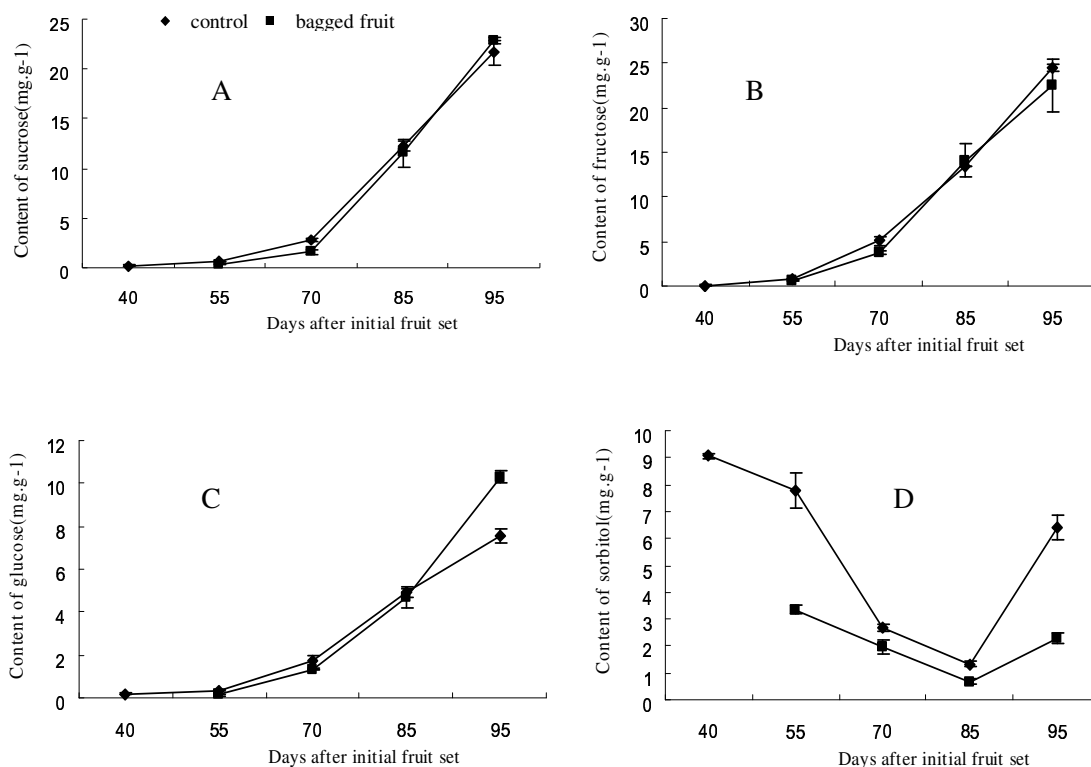 control bagged fruit
A
Content of sucrose(mg.g-1)
25
20
15
10
5
0
40 55 70 85 95
Days after initial fruit set
B
Content of fructose(mg.g-1)
30
25
20
15
10
5
0
40 55 70 85 95
Days after initial fruit set
C
Content of glucose(mg.g-1)
12
10
8
6
4
2
0
40 55 70 85 95
Days after initial fruit set
D
Content of sorbitol(mg.g-1)
10
9
8
7
6
5
4
3
2
1
0
40 55 70 85 95
Days after initial fruit set